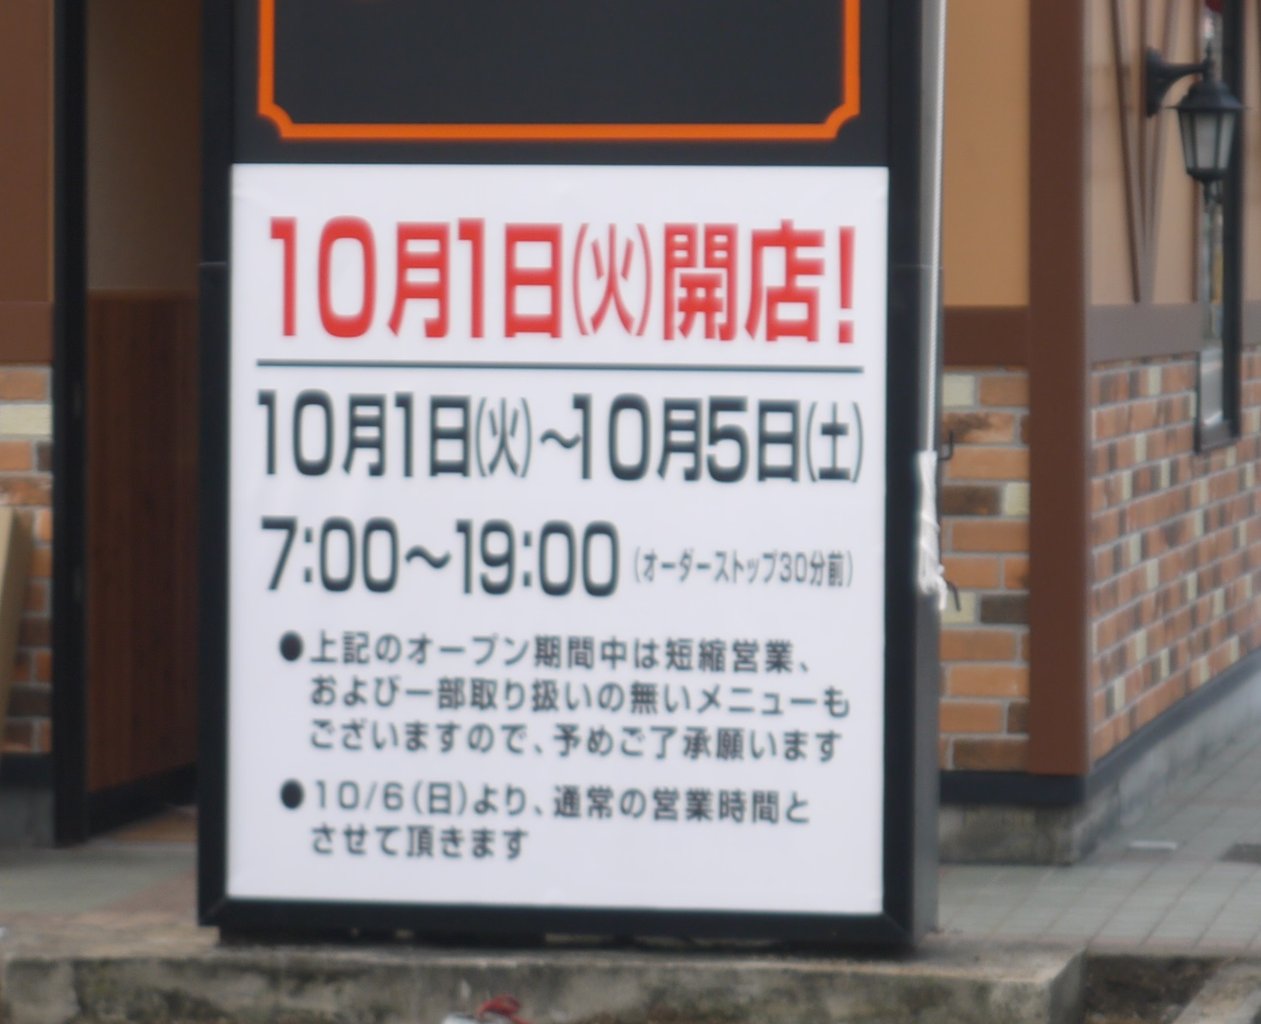 10月1日(火)開店!
10月1日(火)〜10月5日(土)
7:00〜19:00 (オーダーストップ30分前)
●上記のオープン期間中は短縮営業、
および一部取り扱いの無いメニューも
ございますので、予めご了承願います
●10/6(日)より、通常の営業時間と
させて頂きます